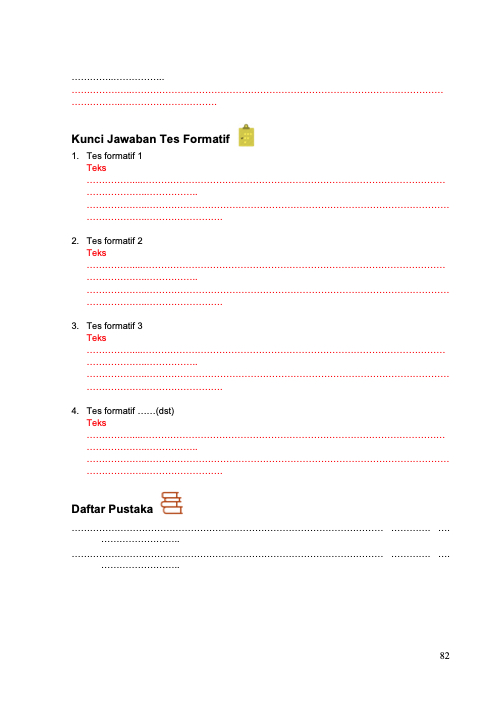 …………..……………..
……………………………………………………………………………………………………………
……………..…………………………..
Kunci Jawaban Tes Formatif
1. Tes formatif 1
Teks
……………..……………………………………………………………………………………………
………………..……………..
………………………………………………………………………………………………………………
………………..……………………..
2. Tes formatif 2
Teks
……………..……………………………………………………………………………………………
………………..……………..
………………………………………………………………………………………………………………
………………..……………………..
3. Tes formatif 3
Teks
……………..……………………………………………………………………………………………
………………..……………..
………………………………………………………………………………………………………………
………………..……………………..
4. Tes formatif ……(dst)
Teks
……………..……………………………………………………………………………………………
………………..……………..
………………………………………………………………………………………………………………
………………..……………………..
Daftar Pustaka
………………………………………………………………………………………… …………. ….
……………………..
………………………………………………………………………………………… …………. ….
……………………..
82